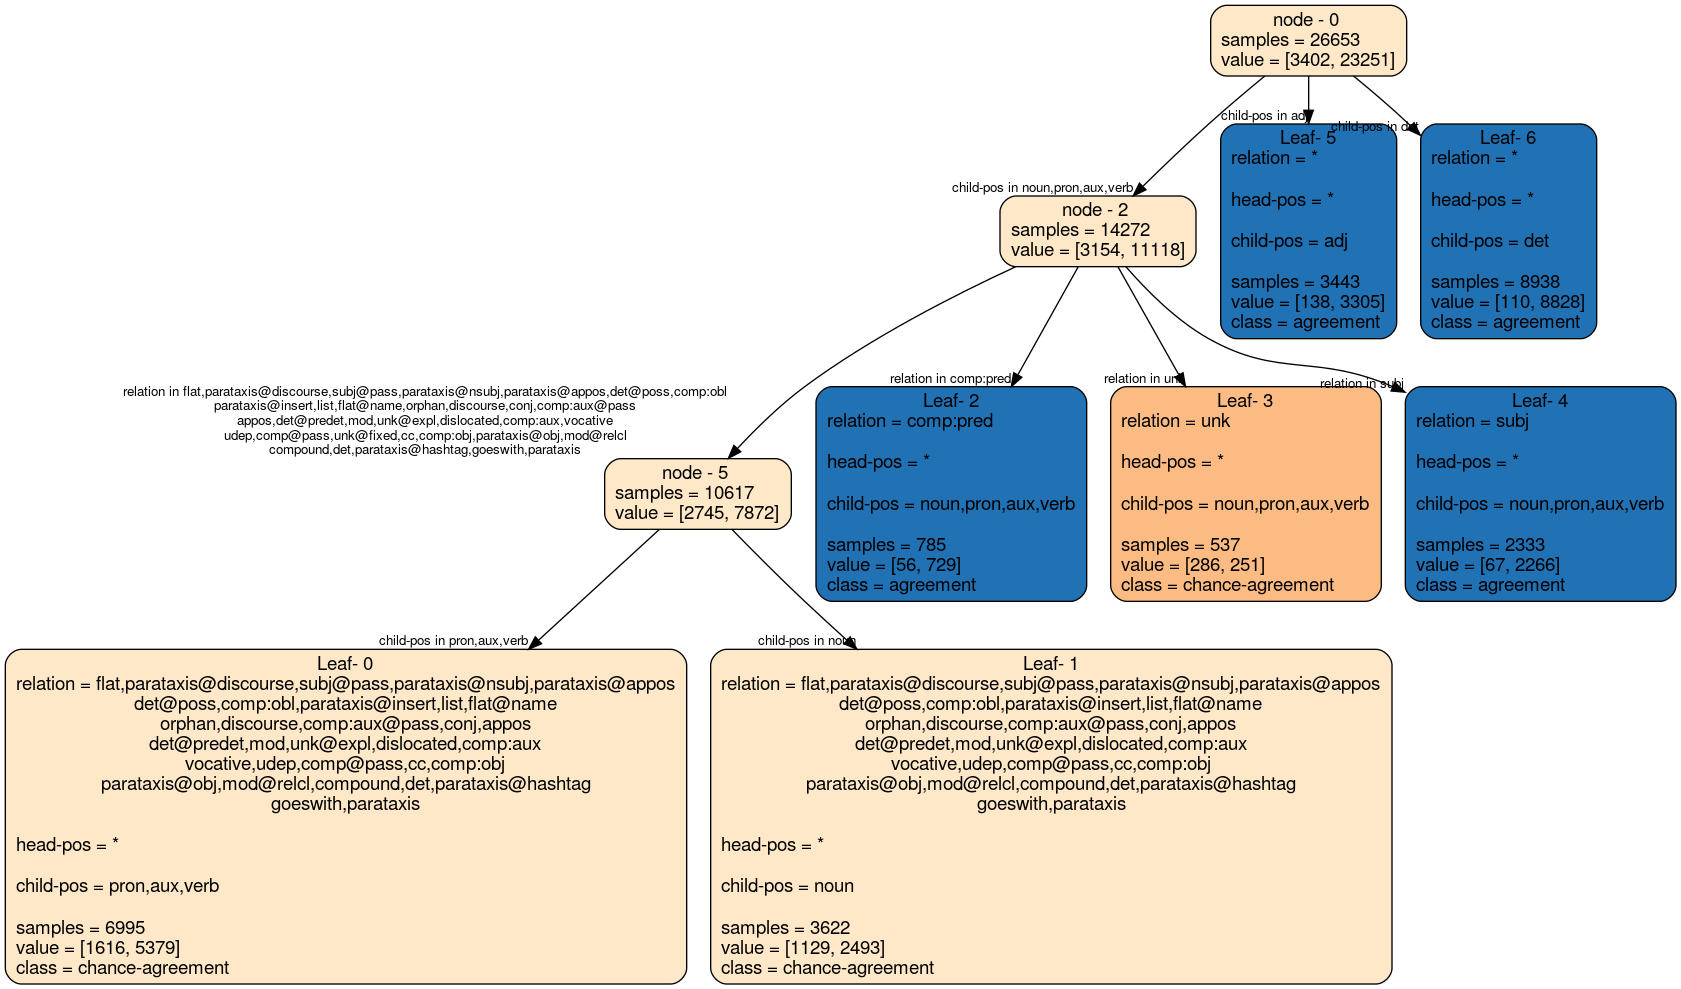 node - 0
samples = 26653
value = [3402, 23251]
child-pos in noun,pron,aux,verb
child-pos in adj
child-pos in det
node - 2
samples = 14272
value = [3154, 11118]
Leaf- 5
relation = *
head-pos = *
child-pos = adj
samples = 3443
value = [138, 3305]
class = agreement
Leaf- 6
relation = *
head-pos = *
child-pos = det
samples = 8938
value = [110, 8828]
class = agreement
relation in flat,parataxis@discourse,subj@pass,parataxis@nsubj,parataxis@appos,det@poss,comp:obl
parataxis@insert,list,flat@name,orphan,discourse,conj,comp:aux@pass
appos,det@predet,mod,unk@expl,dislocated,comp:aux,vocative
udep,comp@pass,unk@fixed,cc,comp:obj,parataxis@obj,mod@relcl
compound,det,parataxis@hashtag,goeswith,parataxis
relation in comp:pred
relation in unk
relation in subj
node - 5
samples = 10617
value = [2745, 7872]
Leaf- 2
relation = comp:pred
head-pos = *
child-pos = noun,pron,aux,verb
samples = 785
value = [56, 729]
class = agreement
Leaf- 3
relation = unk
head-pos = *
child-pos = noun,pron,aux,verb
samples = 537
value = [286, 251]
class = chance-agreement
Leaf- 4
relation = subj
head-pos = *
child-pos = noun,pron,aux,verb
samples = 2333
value = [67, 2266]
class = agreement
child-pos in pron,aux,verb
child-pos in noun
Leaf- 0
relation = flat,parataxis@discourse,subj@pass,parataxis@nsubj,parataxis@appos
det@poss,comp:obl,parataxis@insert,list,flat@name
orphan,discourse,comp:aux@pass,conj,appos
det@predet,mod,unk@expl,dislocated,comp:aux
vocative,udep,comp@pass,cc,comp:obj
parataxis@obj,mod@relcl,compound,det,parataxis@hashtag
goeswith,parataxis
head-pos = *
child-pos = pron,aux,verb
samples = 6995
value = [1616, 5379]
class = chance-agreement
Leaf- 1
relation = flat,parataxis@discourse,subj@pass,parataxis@nsubj,parataxis@appos
det@poss,comp:obl,parataxis@insert,list,flat@name
orphan,discourse,comp:aux@pass,conj,appos
det@predet,mod,unk@expl,dislocated,comp:aux
vocative,udep,comp@pass,cc,comp:obj
parataxis@obj,mod@relcl,compound,det,parataxis@hashtag
goeswith,parataxis
head-pos = *
child-pos = noun
samples = 3622
value = [1129, 2493]
class = chance-agreement